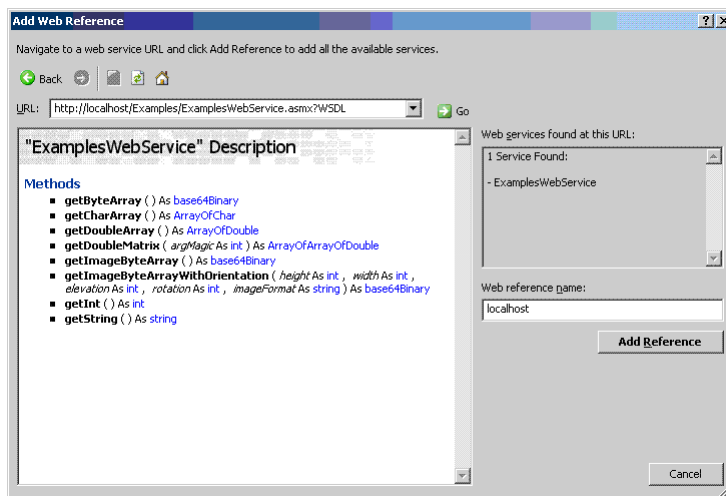 Add Web Reference
Navigate to a web service URL and click Add Reference to add all the available services.
Back
URL: http://localhost/Examples/ExamplesWebService.asmx?WSDL Go
"ExamplesWebService" Description
Methods
getByteArray ( ) As base64Binary
getCharArray ( ) As ArrayOfChar
getDoubleArray ( ) As ArrayOfDouble
getDoubleMatrix ( argMagic As int ) As ArrayOfArrayOfDouble
getImageByteArray ( ) As base64Binary
getImageByteArrayWithOrientation ( height As int , width As int ,
elevation As int , rotation As int , imageFormat As string ) As base64Binary
getInt ( ) As int
getString ( ) As string
Web services found at this URL:
1 Service Found:
- ExamplesWebService
Web reference name:
localhost
Add Reference
Cancel